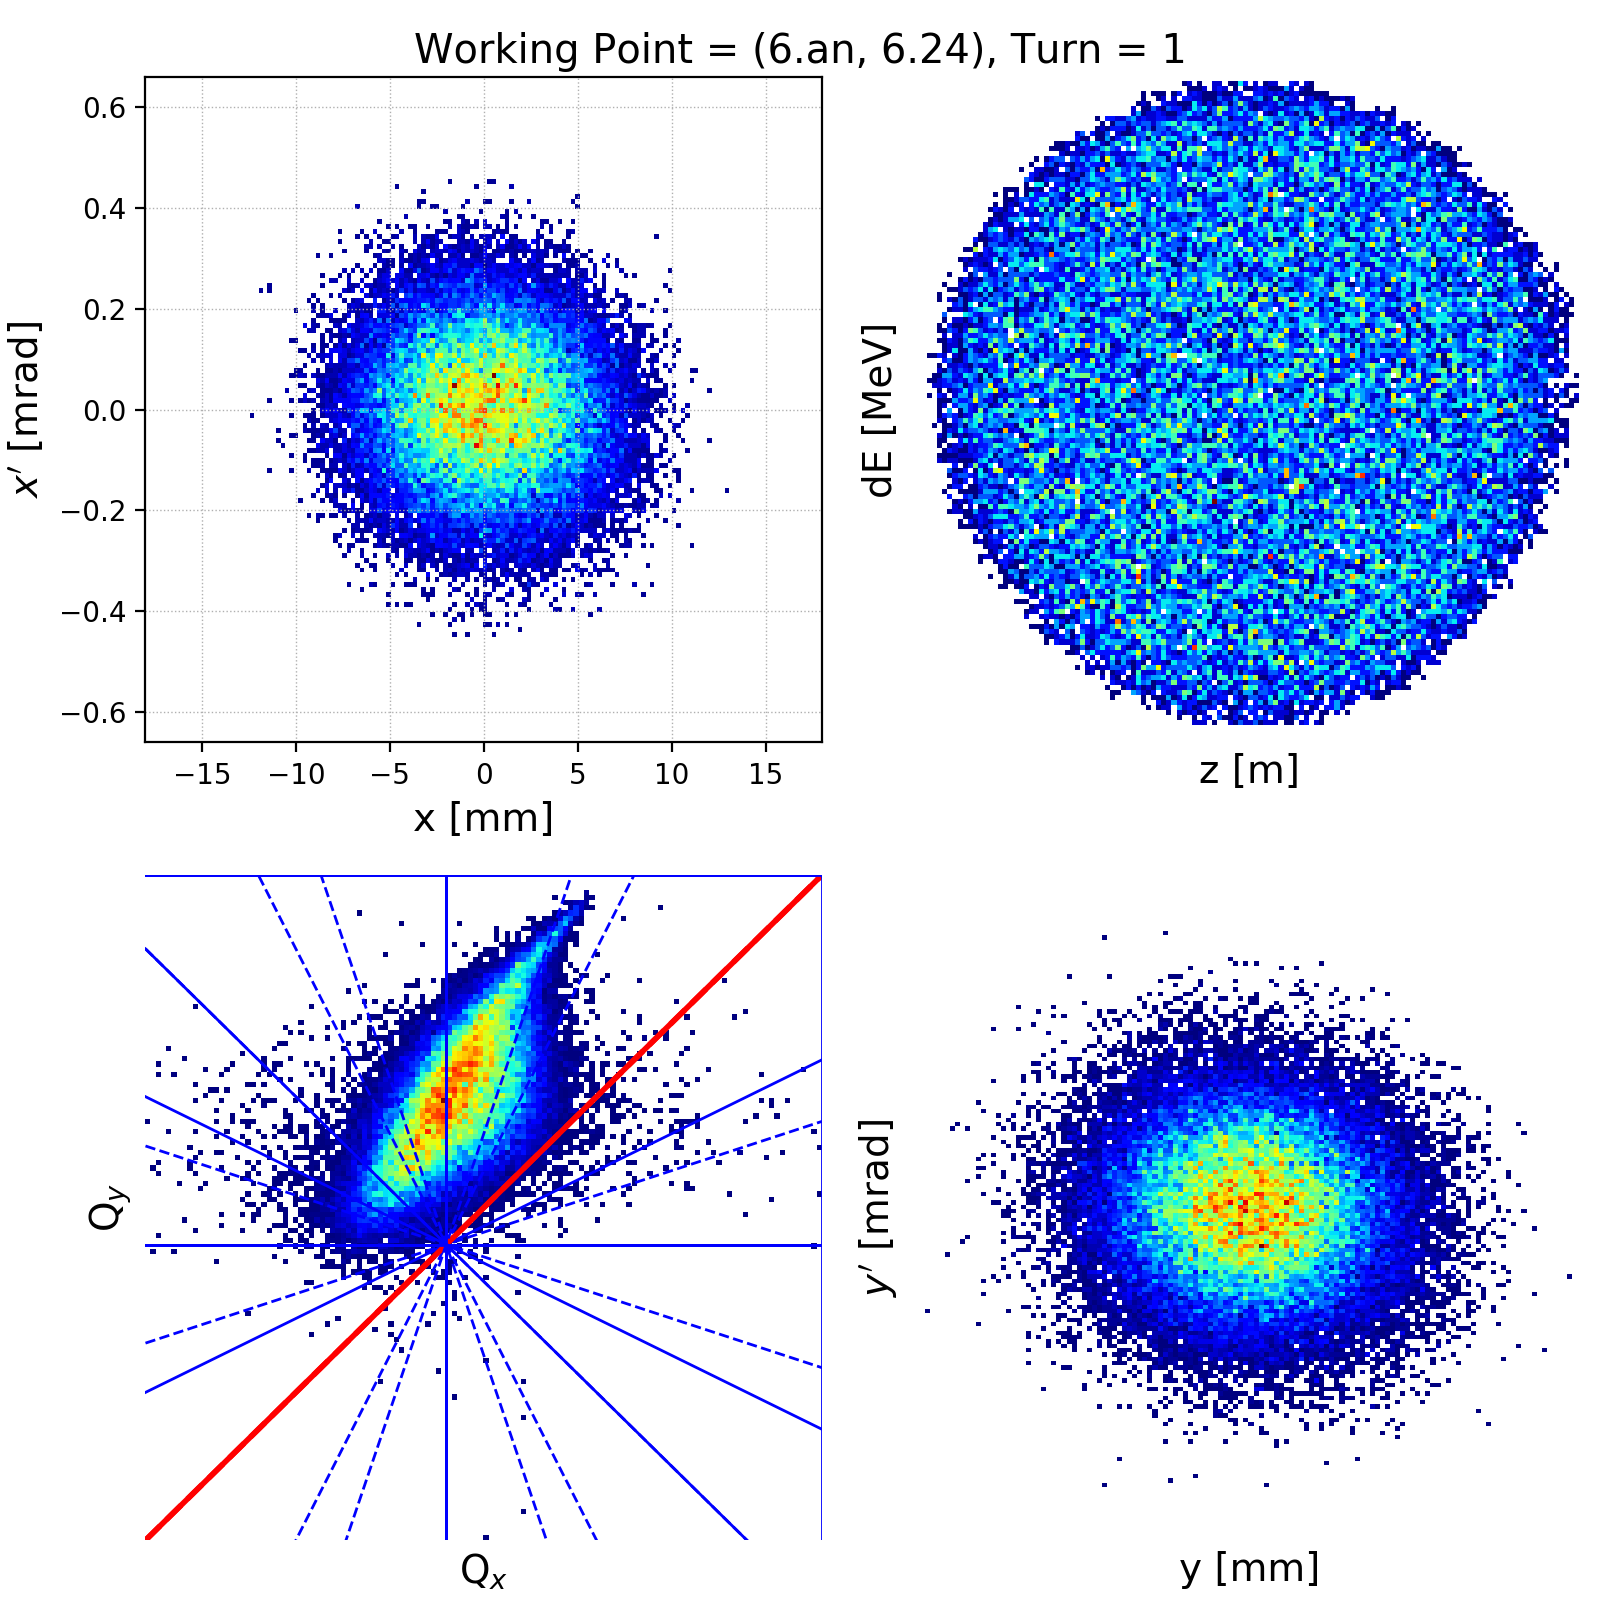 Working Point = (6.an, 6.24), Turn = 1
0.6
0.4
0.2
0.0
−0.2
−0.4
−0.6
x′ [mrad]
−15 −10 −5 0 5 10 15
x [mm]
dE [MeV]
z [m]
Qy
Qx
y′ [mrad]
y [mm]